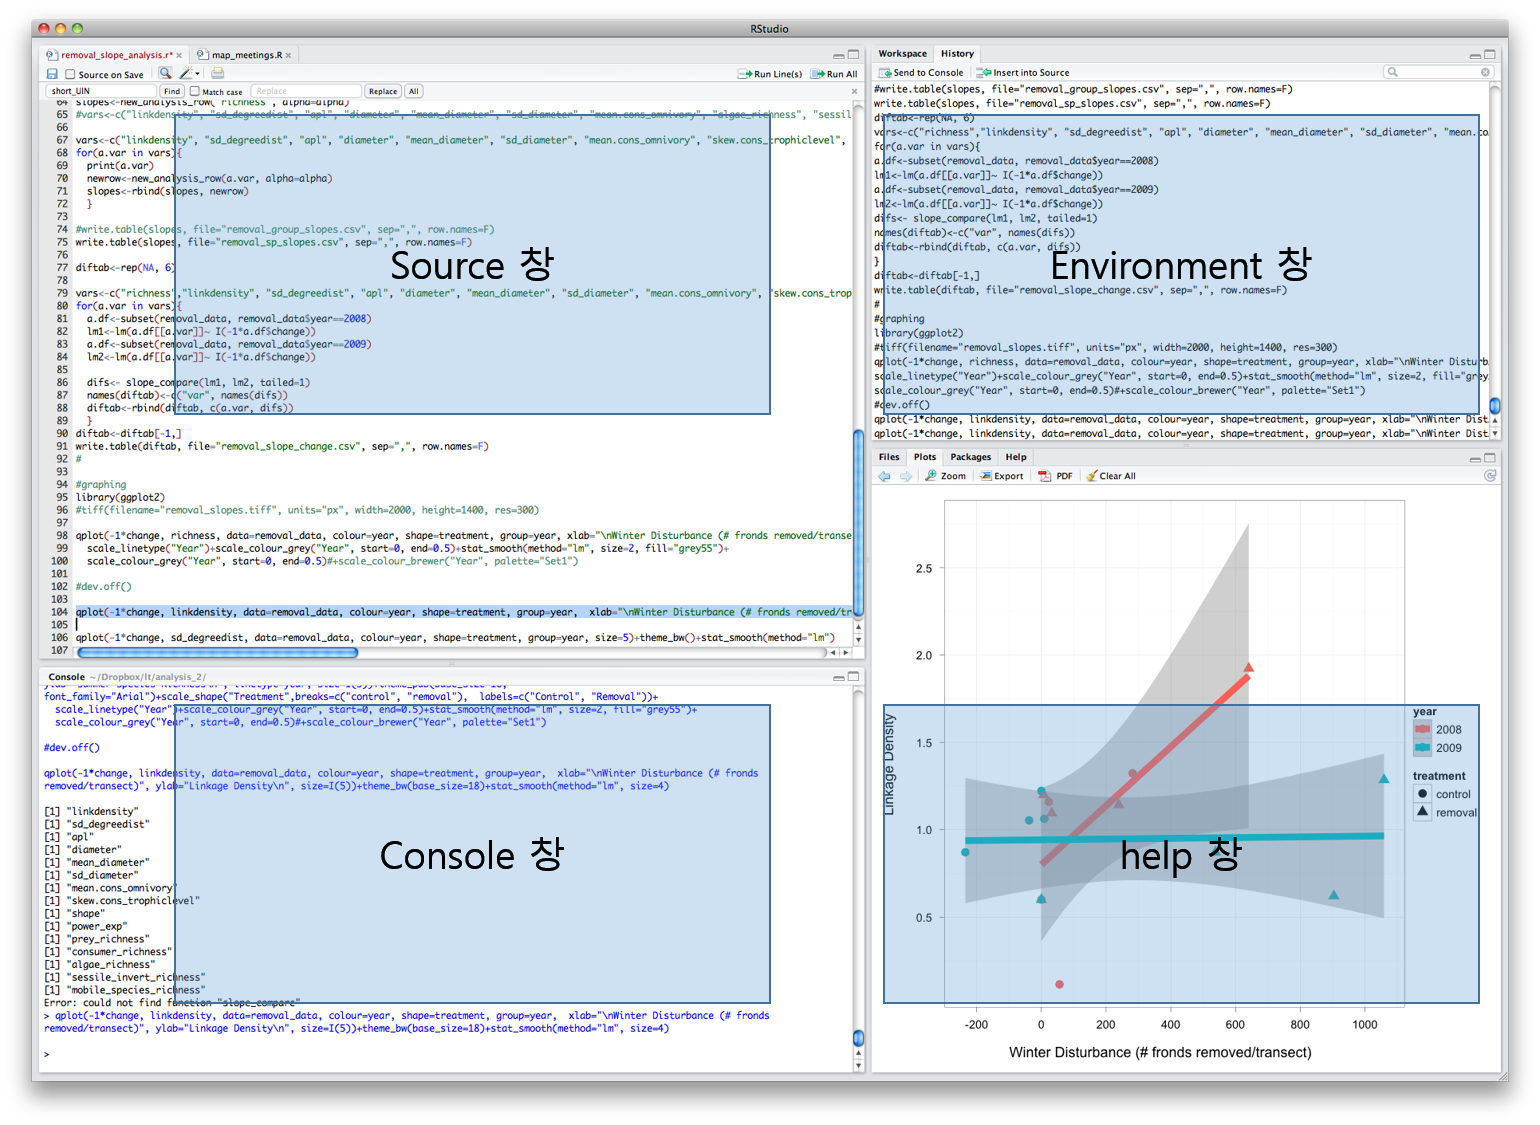 RStudio
removal_slope_analysis.r*
map_meetings.R
Source on Save
Run Line(s)
Run All
short_UIN
Find
Match case
Replace
Replace
All
64 slopes<-new_analysis_row("richness", alpha=alpha)
65 #vars<-c("linkdensity", "sd_degreedist", "apl", "diameter", "mean_diameter", "sd_diameter", "mean.cons_omnivory", "algae_richness", "sessil
66
67 vars<-c("linkdensity", "sd_degreedist", "apl", "diameter", "mean_diameter", "sd_diameter", "mean.cons_omnivory", "skew.cons_trophiclevel",
68 for(a.var in vars){
69 print(a.var)
70 newrow<-new_analysis_row(a.var, alpha=alpha)
71 slopes<-rbind(slopes, newrow)
72 }
73
74 #write.table(slopes, file="removal_group_slopes.csv", sep=",", row.names=F)
75 write.table(slopes, file="removal_sp_slopes.csv", sep=",", row.names=F)
76
77 diftab<-rep(NA, 6)
78
79 vars<-c("richness","linkdensity", "sd_degreedist", "apl", "diameter", "mean_diameter", "sd_diameter", "mean.cons_omnivory", "skew.cons_trop
80 for(a.var in vars){
81 a.df<-subset(removal_data, removal_data$year==2008)
82 lm1<-lm(a.df[[a.var]]~ I(-1*a.df$change))
83 a.df<-subset(removal_data, removal_data$year==2009)
84 lm2<-lm(a.df[[a.var]]~ I(-1*a.df$change))
85
86 difs<- slope_compare(lm1, lm2, tailed=1)
87 names(diftab)<-c("var", names(difs))
88 diftab<-rbind(diftab, c(a.var, difs))
89 }
90 diftab<-diftab[-1,]
91 write.table(diftab, file="removal_slope_change.csv", sep=",", row.names=F)
92 #
93
94 #graphing
95 library(ggplot2)
96 #tiff(filename="removal_slopes.tiff", units="px", width=2000, height=1400, res=300)
97
98 qplot(-1*change, richness, data=removal_data, colour=year, shape=treatment, group=year, xlab="\nWinter Disturbance (# fronds removed/transe
99 scale_linetype("Year")+scale_colour_grey("Year", start=0, end=0.5)+stat_smooth(method="lm", size=2, fill="grey55")+
100 scale_colour_grey("Year", start=0, end=0.5)#+scale_colour_brewer("Year", palette="Set1")
101
102 #dev.off()
103
104 qplot(-1*change, linkdensity, data=removal_data, colour=year, shape=treatment, group=year, xlab="\nWinter Disturbance (# fronds removed/tr
105
106 qplot(-1*change, sd_degreedist, data=removal_data, colour=year, shape=treatment, group=year, size=5)+theme_bw()+stat_smooth(method="lm")
107
Source 창
Console ~/Dropbox/lt/analysis_2/
font_family="Arial")+scale_shape("Treatment",breaks=c("control", "removal"), labels=c("Control", "Removal"))+
scale_linetype("Year")+scale_colour_grey("Year", start=0, end=0.5)+stat_smooth(method="lm", size=2, fill="grey55")+
scale_colour_grey("Year", start=0, end=0.5)#+scale_colour_brewer("Year", palette="Set1")
#dev.off()
qplot(-1*change, linkdensity, data=removal_data, colour=year, shape=treatment, group=year, xlab="\nWinter Disturbance (# fronds
removed/transect)", ylab="Linkage Density\n", size=I(5))+theme_bw(base_size=18)+stat_smooth(method="lm", size=4)
[1] "linkdensity"
[1] "sd_degreedist"
[1] "apl"
[1] "diameter"
[1] "mean_diameter"
[1] "sd_diameter"
[1] "mean.cons_omnivory"
[1] "skew.cons_trophiclevel"
[1] "shape"
[1] "power_exp"
[1] "prey_richness"
[1] "consumer_richness"
[1] "algae_richness"
[1] "sessile_invert_richness"
[1] "mobile_species_richness"
Error: could not find function "slope_compare"
> qplot(-1*change, linkdensity, data=removal_data, colour=year, shape=treatment, group=year, xlab="\nWinter Disturbance (# fronds
removed/transect)", ylab="Linkage Density\n", size=I(5))+theme_bw(base_size=18)+stat_smooth(method="lm", size=4)
>
Console 창
Workspace
History
Send to Console
Insert into Source
#write.table(slopes, file="removal_group_slopes.csv", sep=",", row.names=F)
write.table(slopes, file="removal_sp_slopes.csv", sep=",", row.names=F)
diftab<-rep(NA, 6)
vars<-c("richness","linkdensity", "sd_degreedist", "apl", "diameter", "mean_diameter", "sd_diameter", "mean.co
for(a.var in vars){
a.df<-subset(removal_data, removal_data$year==2008)
lm1<-lm(a.df[[a.var]]~ I(-1*a.df$change))
a.df<-subset(removal_data, removal_data$year==2009)
lm2<-lm(a.df[[a.var]]~ I(-1*a.df$change))
difs<- slope_compare(lm1, lm2, tailed=1)
names(diftab)<-c("var", names(difs))
diftab<-rbind(diftab, c(a.var, difs))
}
diftab<-diftab[-1,]
write.table(diftab, file="removal_slope_change.csv", sep=",", row.names=F)
#
#graphing
library(ggplot2)
#tiff(filename="removal_slopes.tiff", units="px", width=2000, height=1400, res=300)
qplot(-1*change, richness, data=removal_data, colour=year, shape=treatment, group=year, xlab="\nWinter Disturb
scale_linetype("Year")+scale_colour_grey("Year", start=0, end=0.5)+stat_smooth(method="lm", size=2, fill="grey
scale_colour_grey("Year", start=0, end=0.5)#+scale_colour_brewer("Year", palette="Set1")
#dev.off()
qplot(-1*change, linkdensity, data=removal_data, colour=year, shape=treatment, group=year, xlab="\nWinter Dist
qplot(-1*change, linkdensity, data=removal_data, colour=year, shape=treatment, group=year, xlab="\nWinter Dist
Environment 창
Files
Plots
Packages
Help
Zoom
Export
PDF
Clear All
2.5
2.0
1.5
1.0
0.5
Linkage Density
-200
0
200
400
600
800
1000
Winter Disturbance (# fronds removed/transect)
year
2008
2009
treatment
control
removal
help 창